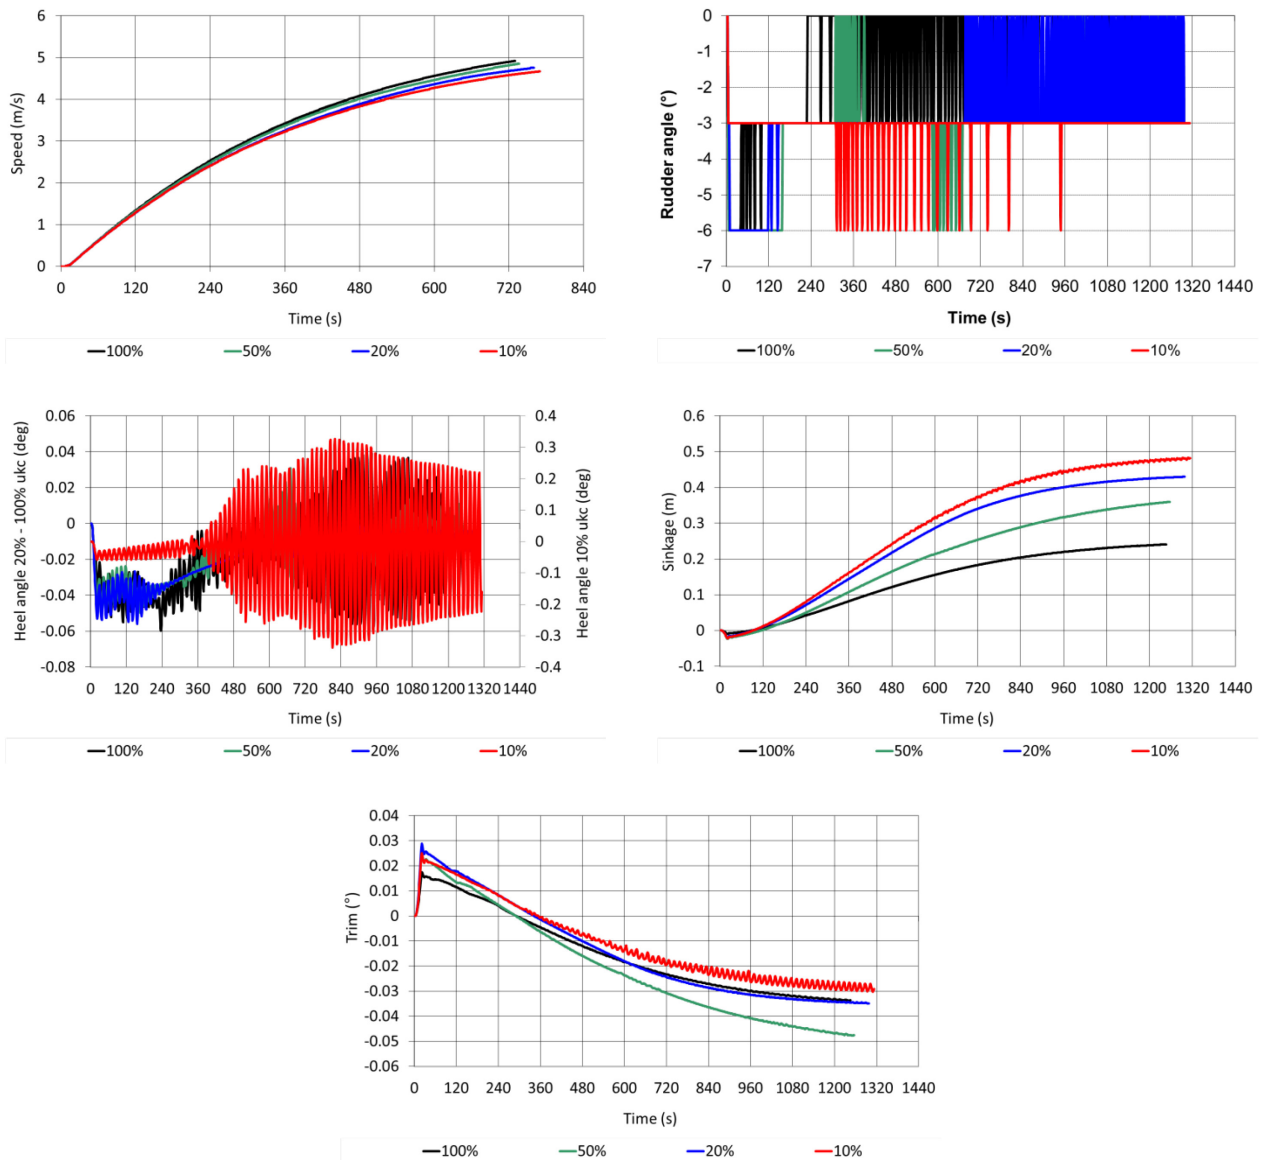 6
5
4
3
2
1
0
Speed (m/s)
0 120 240 360 480 600 720 840
Time (s)
100% 50% 20% 10%
0
-1
-2
-3
-4
-5
-6
-7
Rudder angle (°)
0 120 240 360 480 600 720 840 960 1080 1200 1320 1440
Time (s)
100% 50% 20% 10%
0.06
0.04
0.02
0
-0.02
-0.04
-0.06
-0.08
Heel angle 20% - 100% ukc (deg)
0.4
0.3
0.2
0.1
0
-0.1
-0.2
-0.3
-0.4
Heel angle 10% ukc (deg)
0 120 240 360 480 600 720 840 960 1080 1200 1320 1440
Time (s)
100% 50% 20% 10%
0.6
0.5
0.4
0.3
0.2
0.1
0
-0.1
Sinkage (m)
0 120 240 360 480 600 720 840 960 1080 1200 1320 1440
Time (s)
100% 50% 20% 10%
0.04
0.03
0.02
0.01
0
-0.01
-0.02
-0.03
-0.04
-0.05
-0.06
Trim (°)
0 120 240 360 480 600 720 840 960 1080 1200 1320 1440
Time (s)
100% 50% 20% 10%